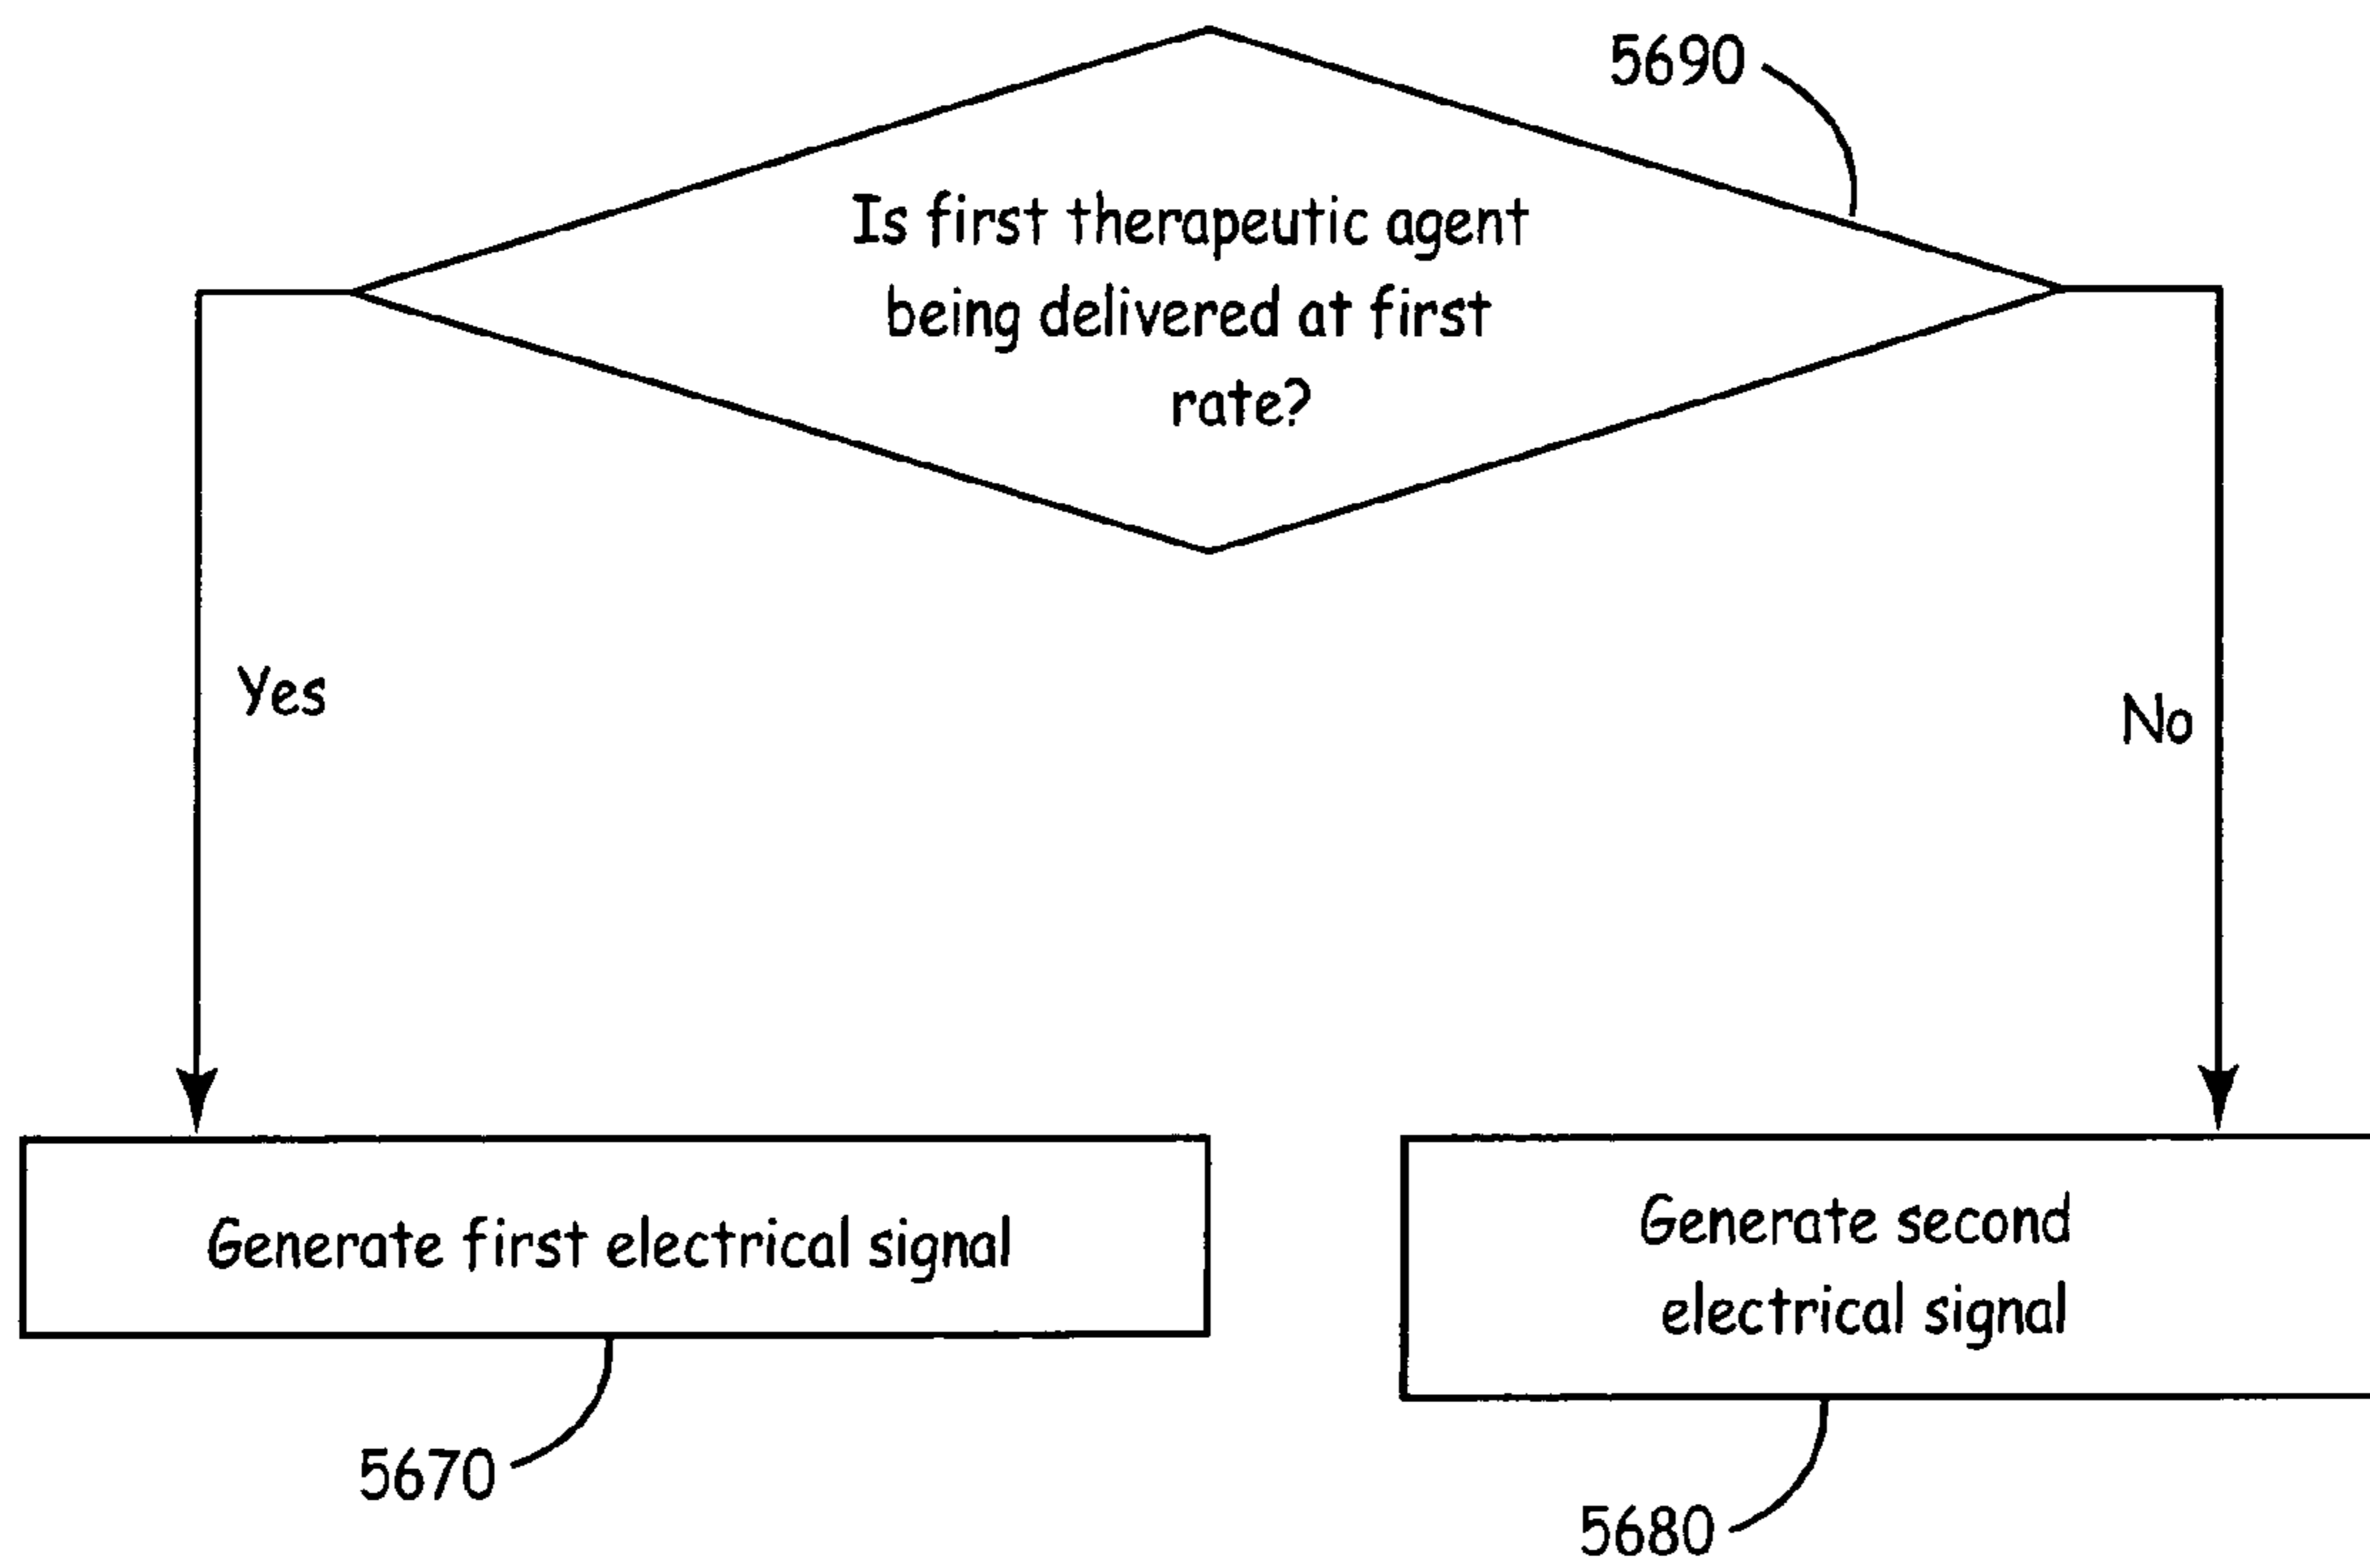 5690
Is first therapeutic agent
being delivered at first
rate?
Yes
No
Generate first electrical signal
Generate second
electrical signal
5670
5680